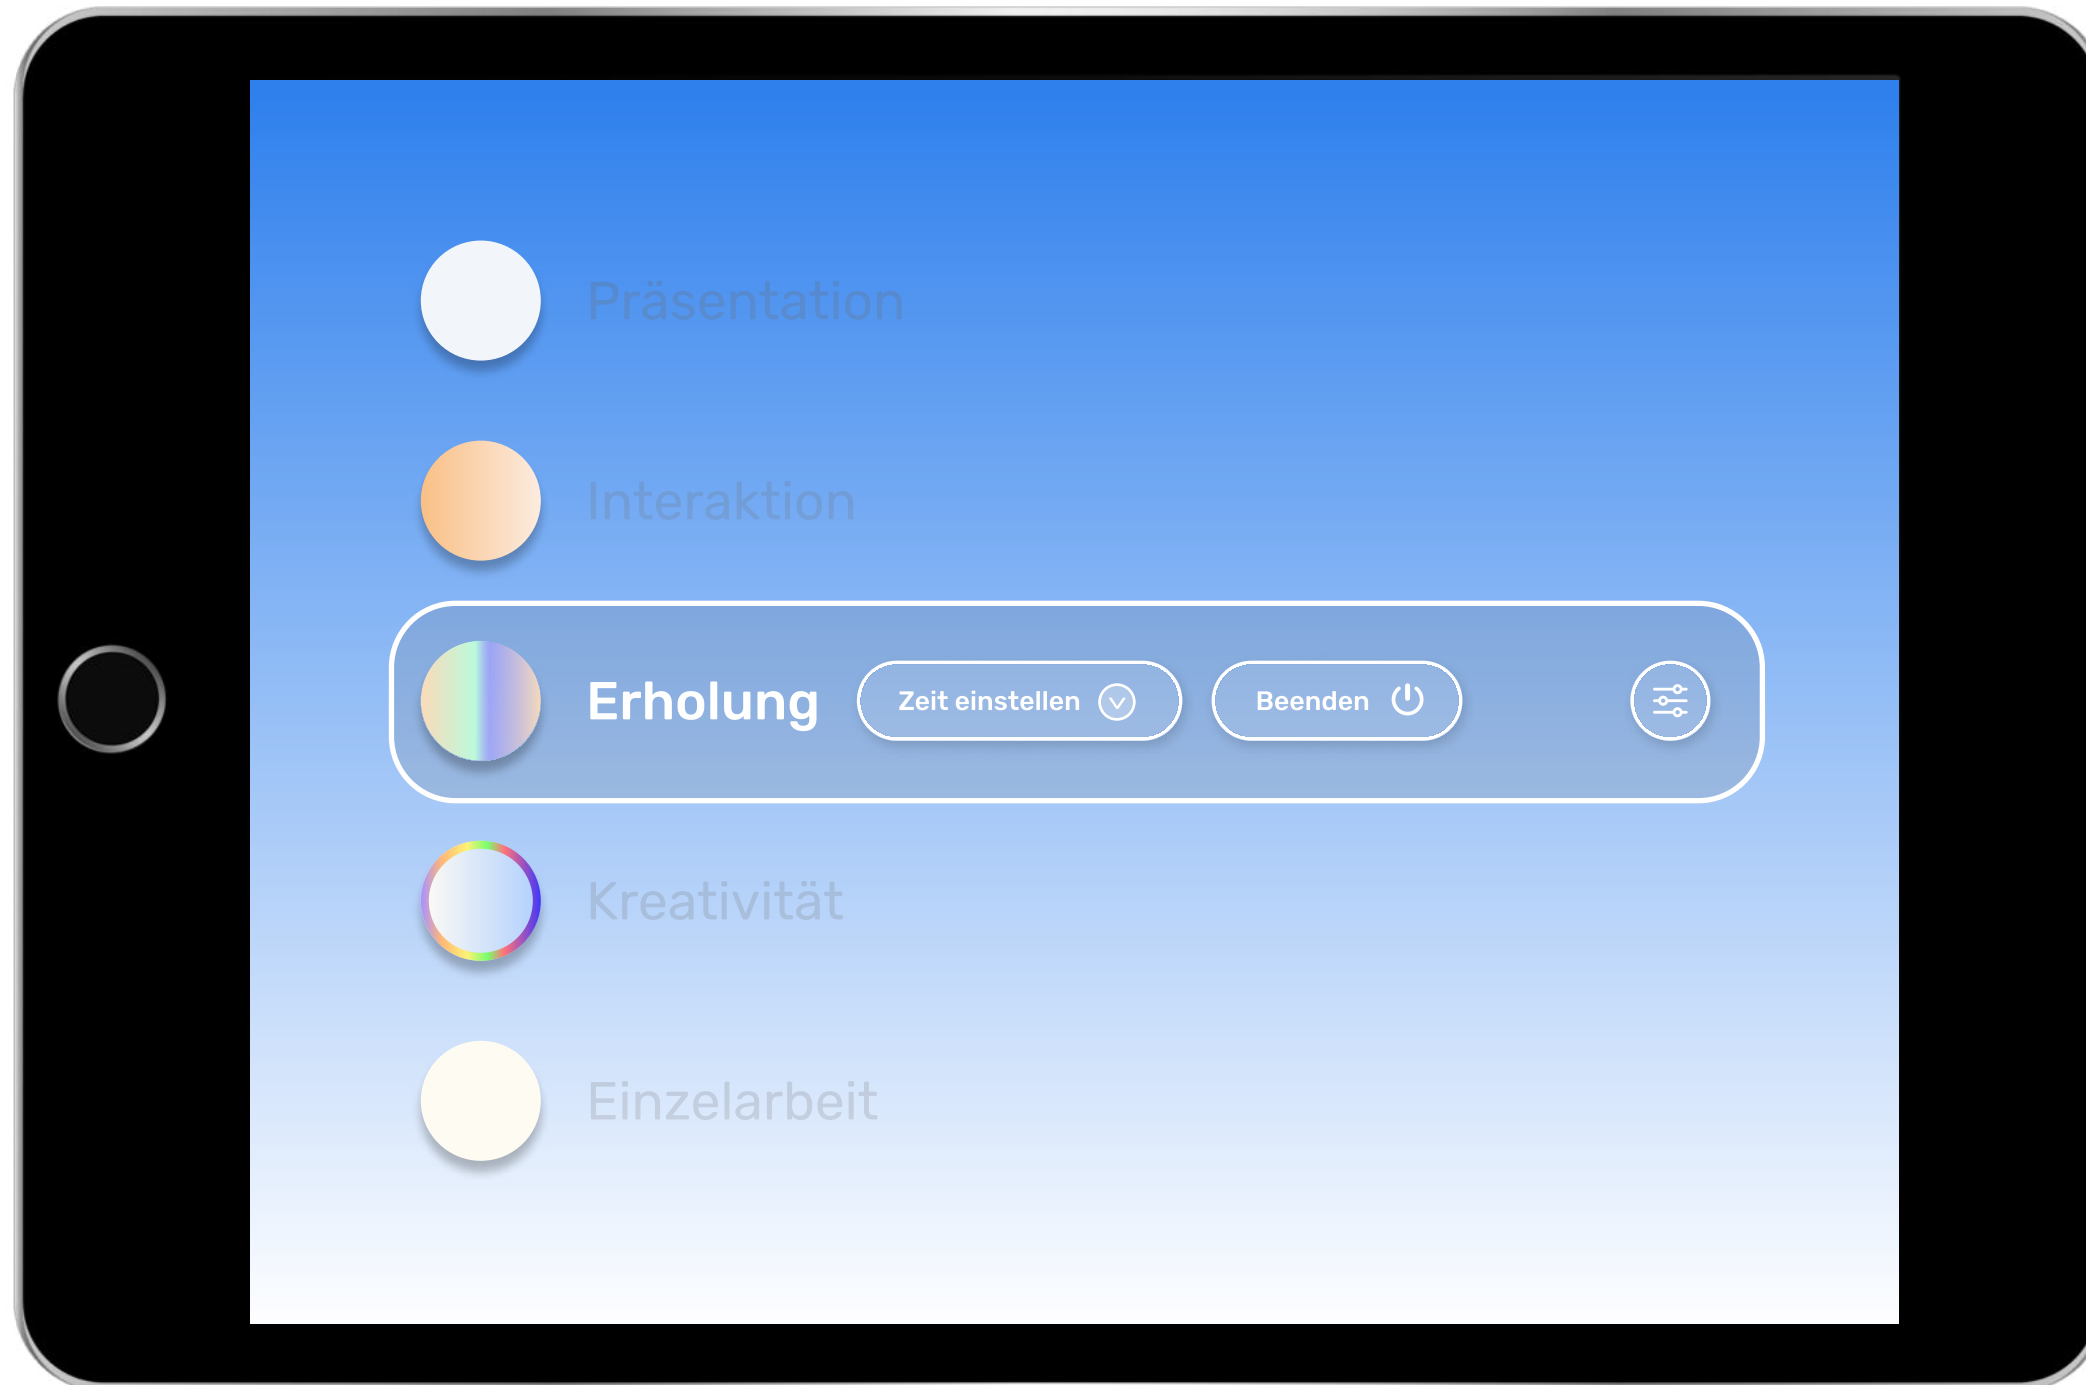 Präsentation
Interaktion
Erholung Zeit einstellen Beenden
Kreativität
Einzelarbeit